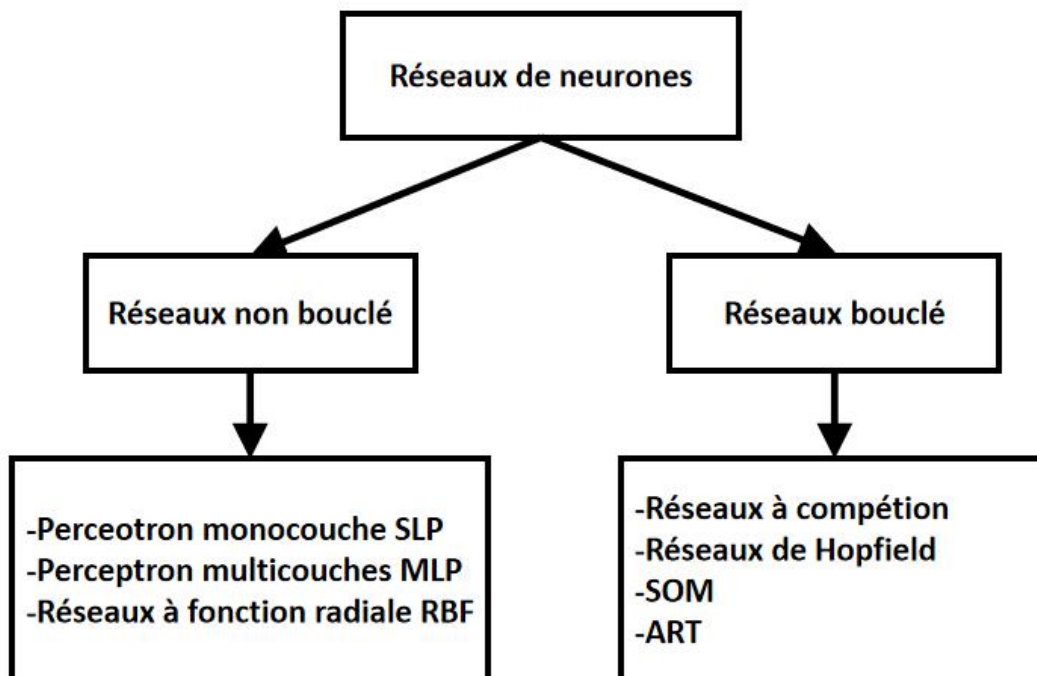 Réseaux de neurones
Réseaux non bouclé
Réseaux bouclé
-Perceotron monocouche SLP
-Perceptron multicouches MLP
-Réseaux à fonction radiale RBF
-Réseaux à compétion
-Réseaux de Hopfield
-SOM
-ART